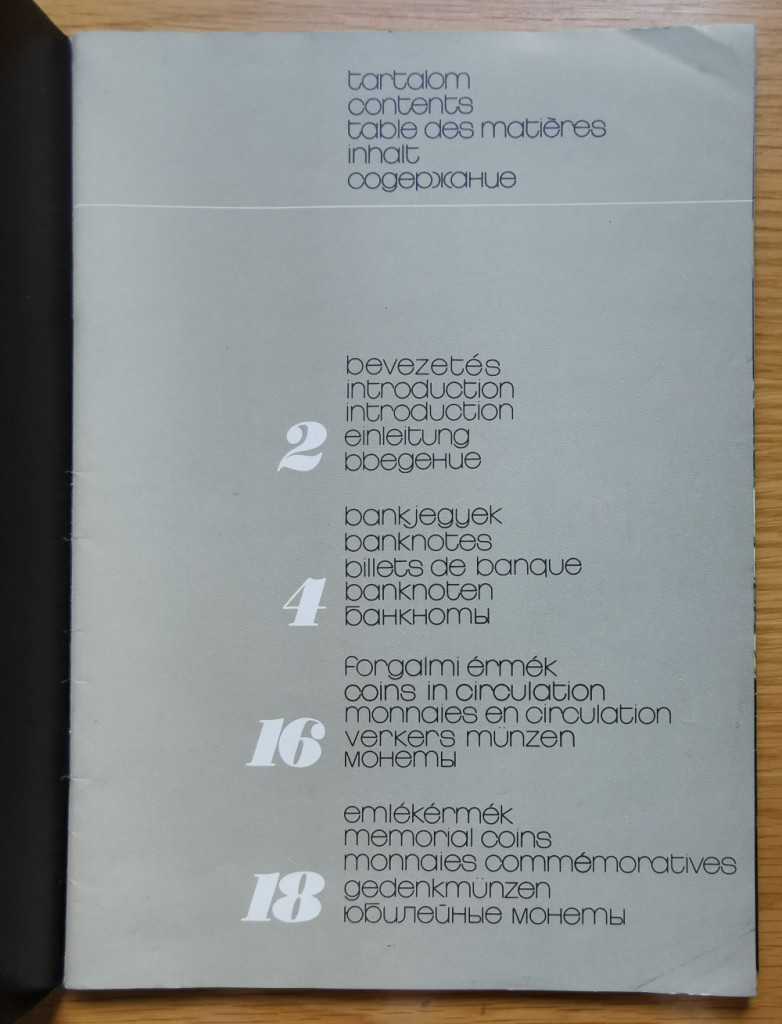 tartalom
contents
table des matières
inhalt
содержание
bevezetés
introduction
introduction
2 einleitung
введение
bankjegyek
banknotes
billets de banque
4 banknoten
банкноты
forgalmi érmék
coins in circulation
monnaies en circulation
16 verkers münzen
монеты
emlékérmék
memorial coins
monnaies commémoratives
18 gedenkmünzen
юбилейные монеты